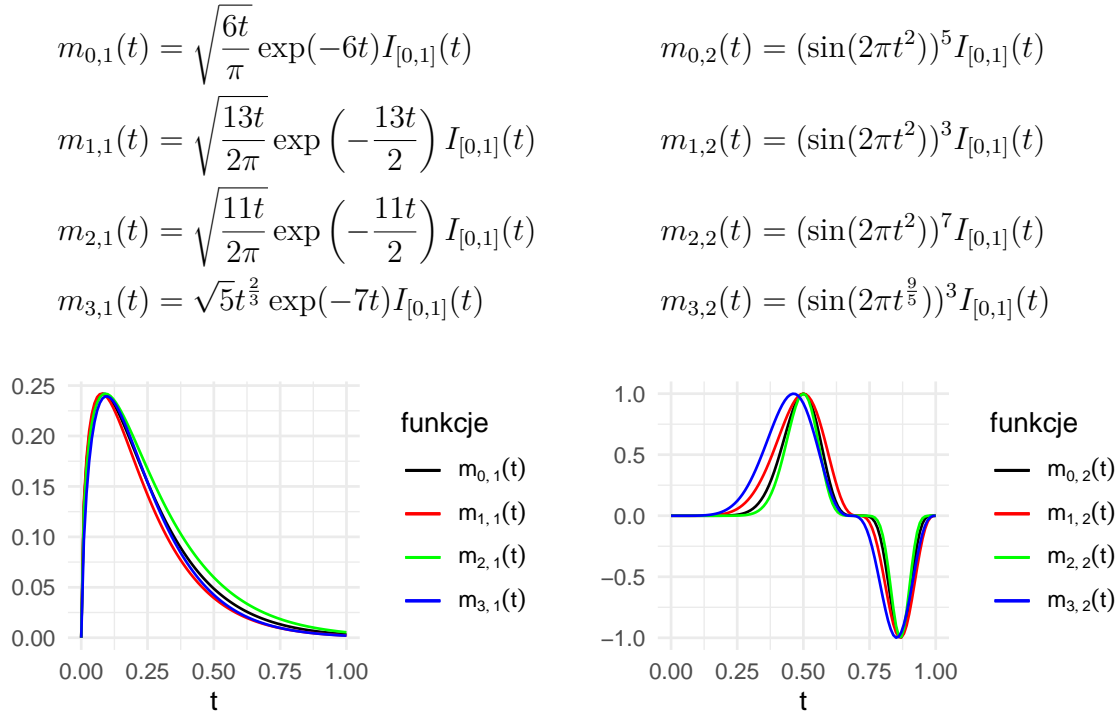 m_{0,1}(t) = \sqrt{\frac{6t}{\pi}} \exp(-6t) I_{[0,1]}(t)
m_{0,2}(t) = (\sin(2\pi t^2))^5 I_{[0,1]}(t)
m_{1,1}(t) = \sqrt{\frac{13t}{2\pi}} \exp\left(-\frac{13t}{2}\right) I_{[0,1]}(t)
m_{1,2}(t) = (\sin(2\pi t^2))^3 I_{[0,1]}(t)
m_{2,1}(t) = \sqrt{\frac{11t}{2\pi}} \exp\left(-\frac{11t}{2}\right) I_{[0,1]}(t)
m_{2,2}(t) = (\sin(2\pi t^2))^7 I_{[0,1]}(t)
m_{3,1}(t) = \sqrt{5} t^{\frac{2}{3}} \exp(-7t) I_{[0,1]}(t)
m_{3,2}(t) = (\sin(2\pi t^{\frac{9}{5}}))^3 I_{[0,1]}(t)
0.25
0.20
0.15
0.10
0.05
0.00
0.00 0.25 0.50 0.75 1.00
t
funkcje
m_{0,1}(t)
m_{1,1}(t)
m_{2,1}(t)
m_{3,1}(t)
1.0
0.5
0.0
−0.5
−1.0
0.00 0.25 0.50 0.75 1.00
t
funkcje
m_{0,2}(t)
m_{1,2}(t)
m_{2,2}(t)
m_{3,2}(t)